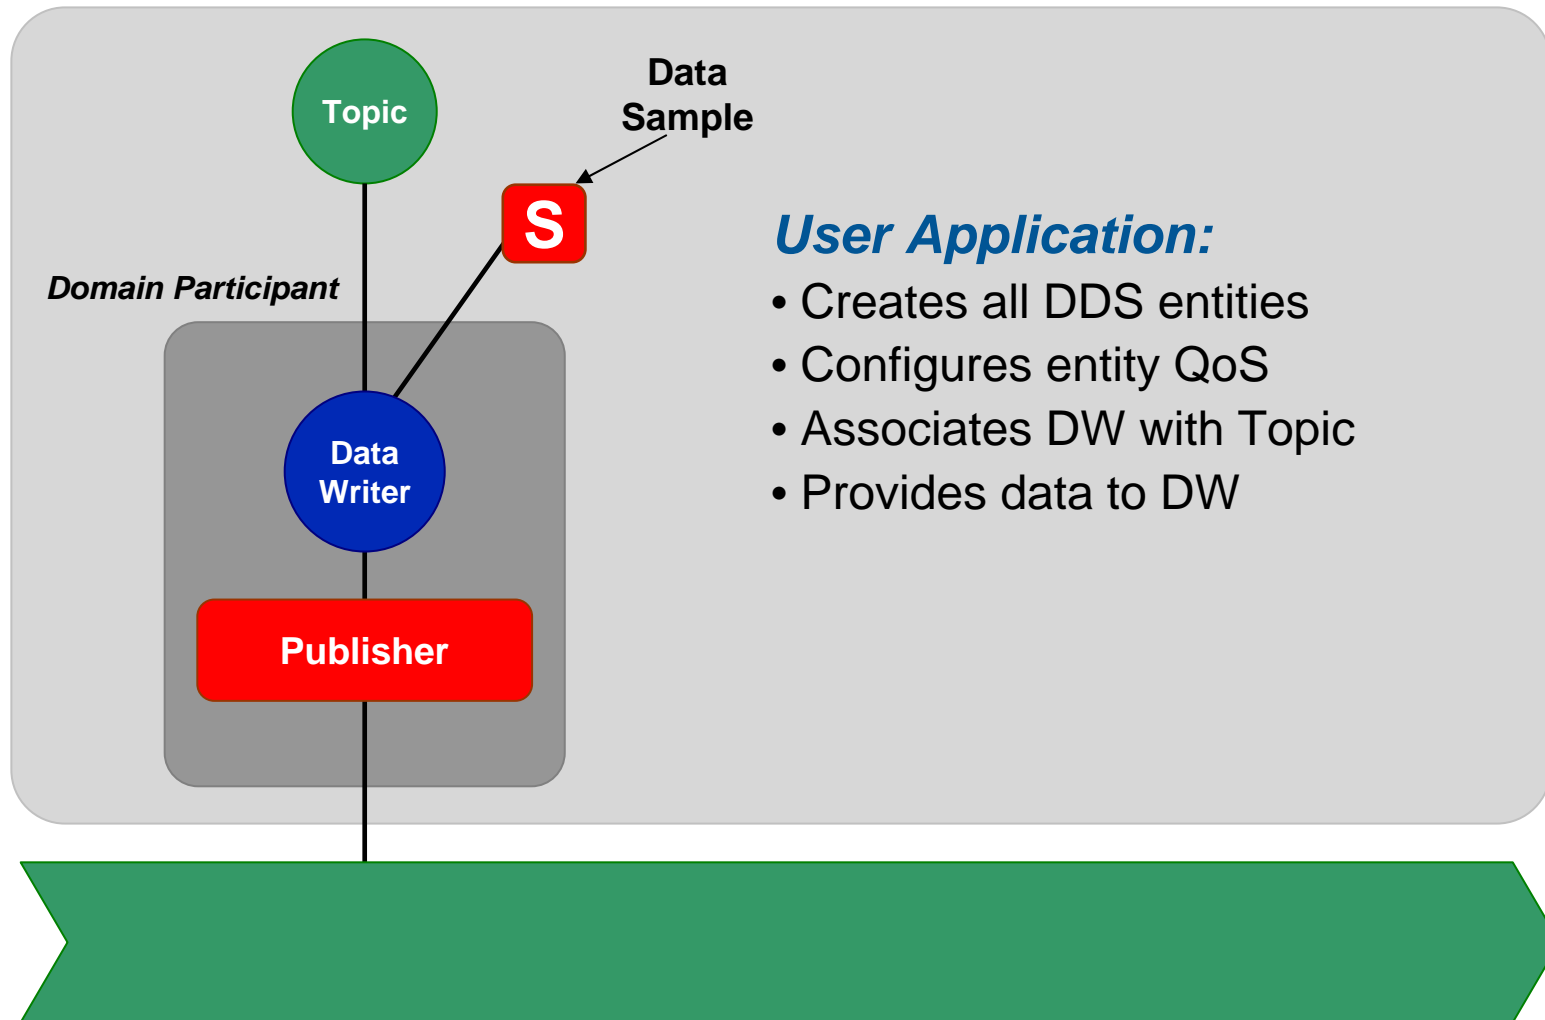 Topic
Data
Sample
S
Domain Participant
Data
Writer
Publisher
User Application:
• Creates all DDS entities
• Configures entity QoS
• Associates DW with Topic
• Provides data to DW